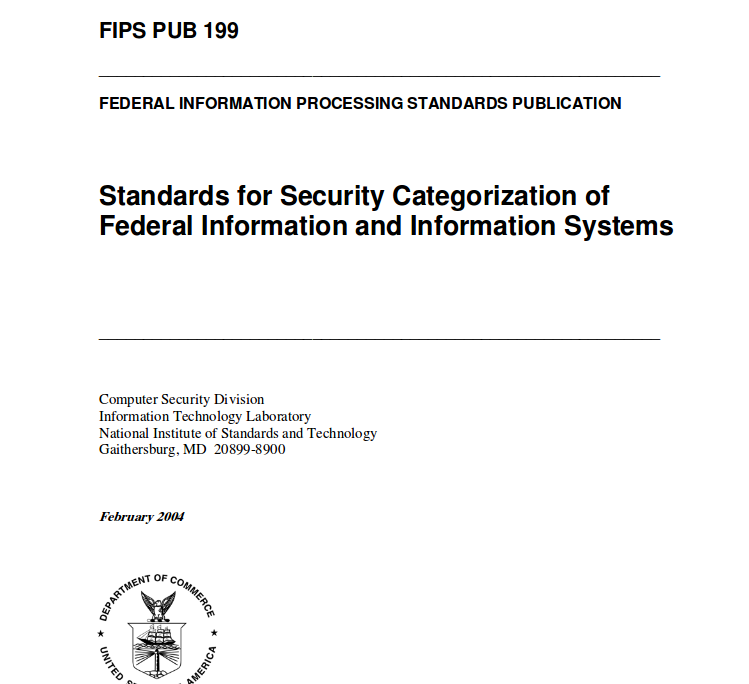 FIPS PUB 199
FEDERAL INFORMATION PROCESSING STANDARDS PUBLICATION
Standards for Security Categorization of
Federal Information and Information Systems
Computer Security Division
Information Technology Laboratory
National Institute of Standards and Technology
Gaithersburg, MD 20899-8900
February 2004
DEPARTMENT OF COMMERCE
UNITED S AMERICA